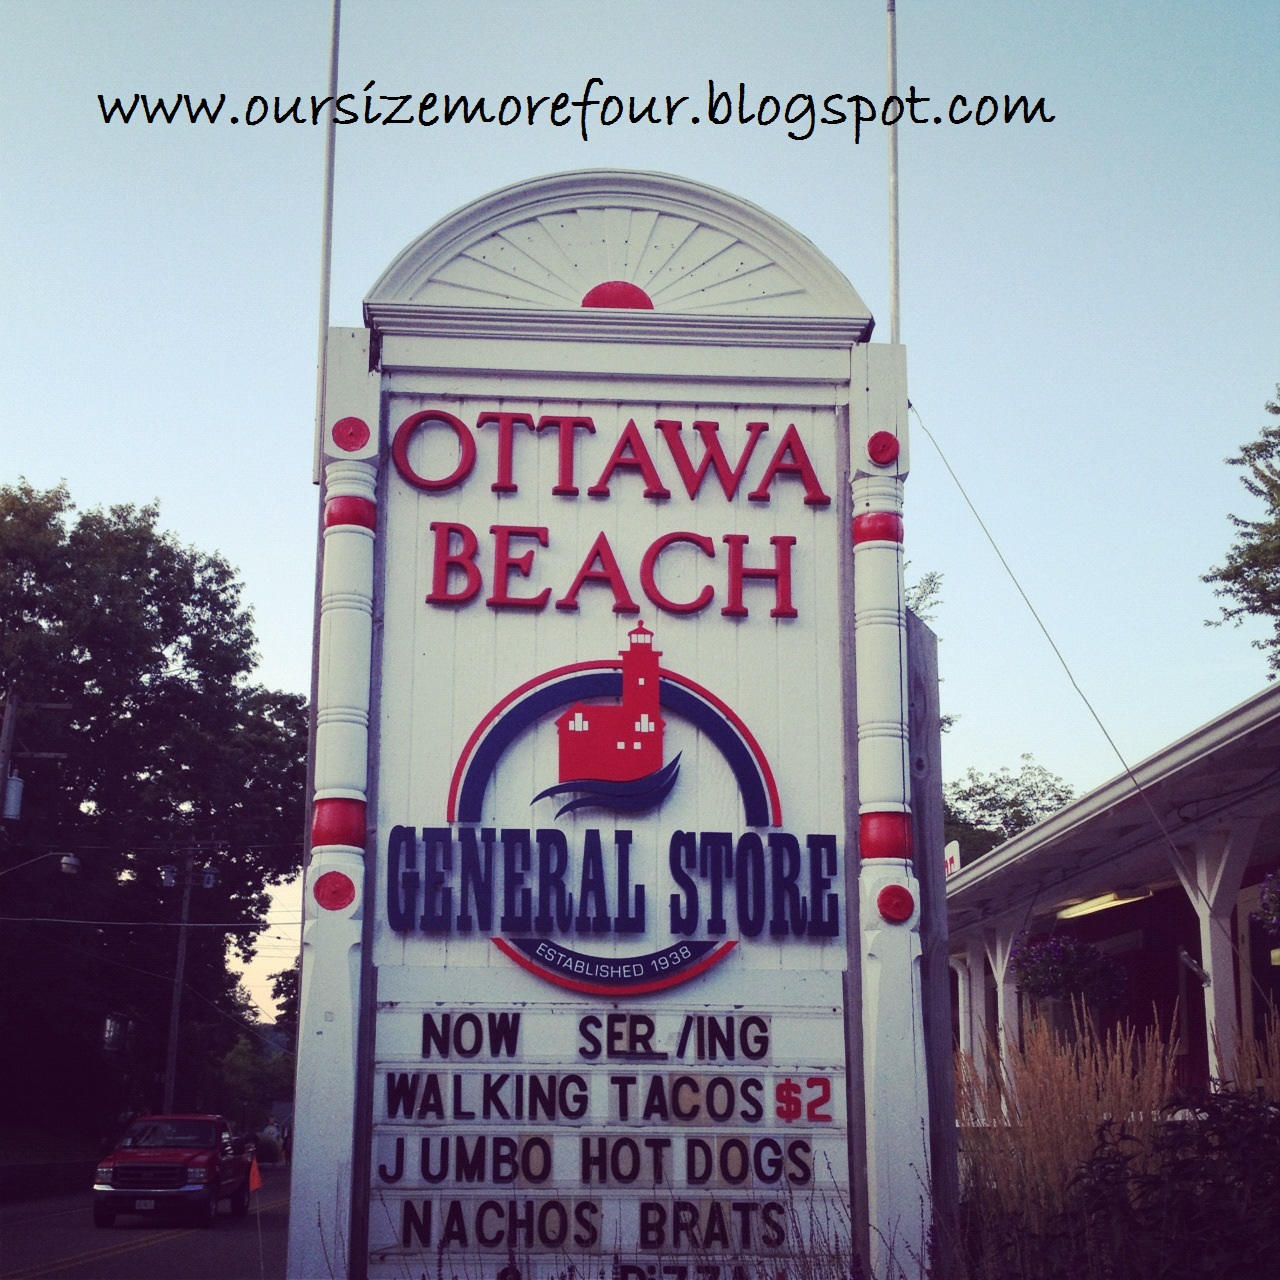 www.oursizemorefour.blogspot.com
OTTAWA
BEACH
GENERAL STORE
ESTABLISHED 1938
NOW SER/ING
WALKING TACOS $2
JUMBO HOT DOGS
NACHOS BRATS
PIZZA